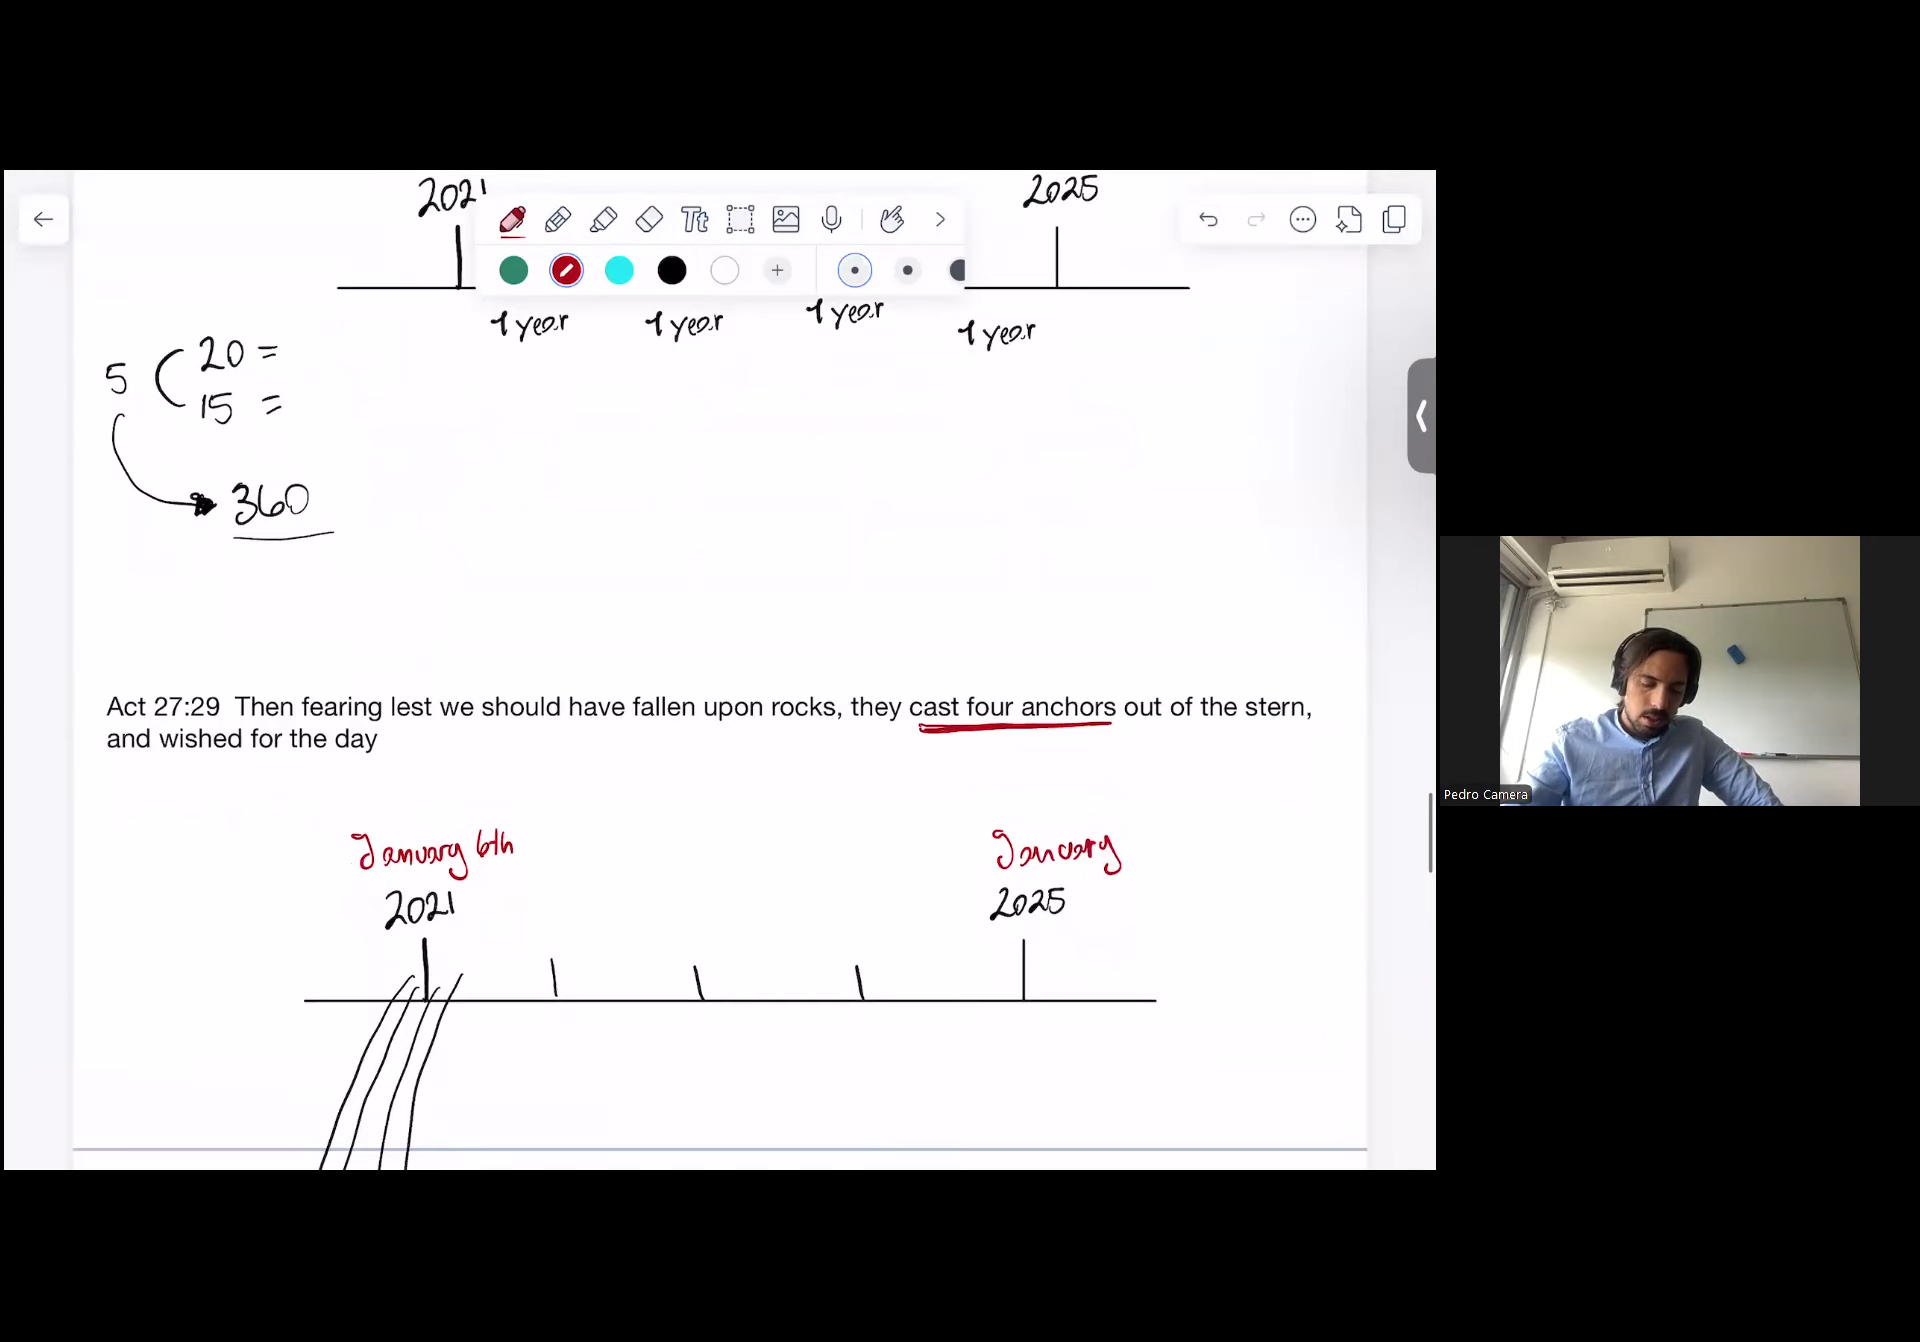 2021
2025
Tt
1 year
1 year
1 year
1 year
5
20 =
15 =
360
Act 27:29 Then fearing lest we should have fallen upon rocks, they cast four anchors out of the stern,
and wished for the day
January 6th
January
2021
2025
Pedro Camera